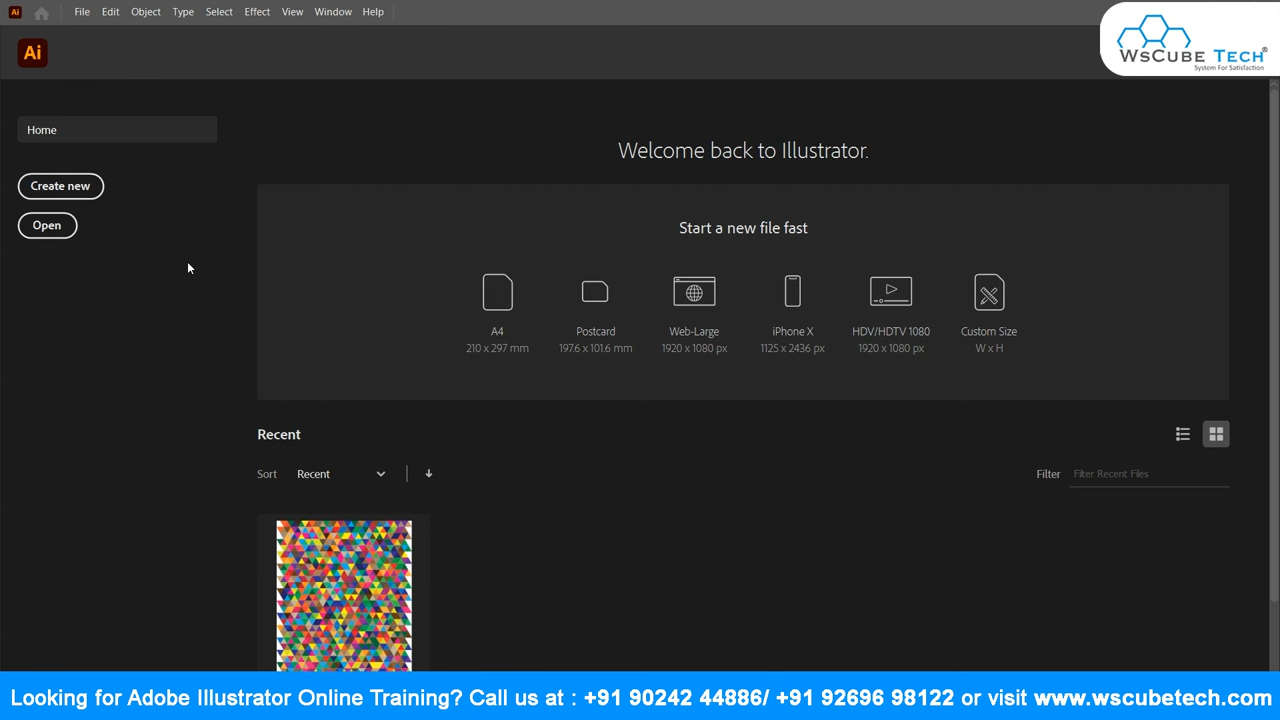 Ai File Edit Object Type Select Effect View Window Help
Ai
WsCube Tech®
System For Satisfaction
Home
Create new
Open
Welcome back to Illustrator.
Start a new file fast
A4 Postcard Web-Large iPhone X HDV/HDTV 1080 Custom Size
210 x 297 mm 197.6 x 101.6 mm 1920 x 1080 px 1125 x 2436 px 1920 x 1080 px W x H
Recent
Sort Recent Filter Filter Recent Files
Looking for Adobe Illustrator Online Training? Call us at : +91 90242 44886/ +91 92696 98122 or visit www.wscubetech.com